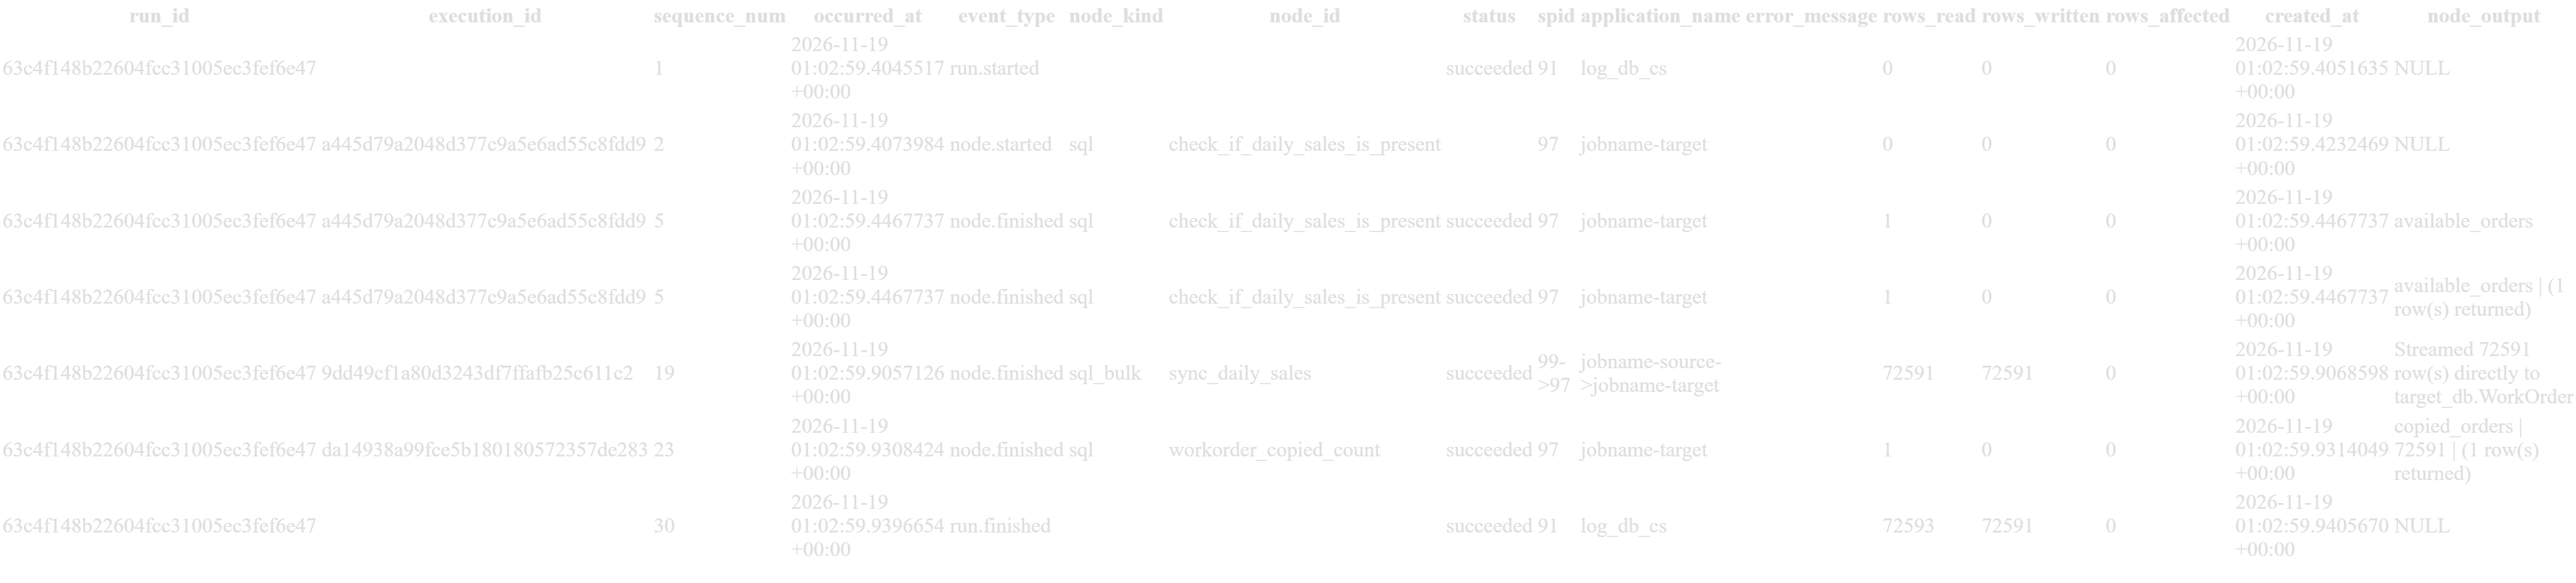 run_id execution_id sequence_num occurred_at event_type node_kind node_id status spid application_name error_message rows_read rows_written rows_affected created_at node_output
2026-11-19 2026-11-19
63c4f148b22604fcc31005ec3fef6e47 1 01:02:59.4045517 run.started succeeded 91 log_db_cs 0 0 0 01:02:59.4051635 NULL
+00:00 +00:00
2026-11-19 2026-11-19
63c4f148b22604fcc31005ec3fef6e47 a445d79a2048d377c9a5e6ad55c8fdd9 2 01:02:59.4073984 node.started sql check_if_daily_sales_is_present 97 jobname-target 0 0 0 01:02:59.4232469 NULL
+00:00 +00:00
2026-11-19 2026-11-19
63c4f148b22604fcc31005ec3fef6e47 a445d79a2048d377c9a5e6ad55c8fdd9 5 01:02:59.4467737 node.finished sql check_if_daily_sales_is_present succeeded 97 jobname-target 1 0 0 01:02:59.4467737 available_orders
+00:00 +00:00
2026-11-19 2026-11-19
63c4f148b22604fcc31005ec3fef6e47 a445d79a2048d377c9a5e6ad55c8fdd9 5 01:02:59.4467737 node.finished sql check_if_daily_sales_is_present succeeded 97 jobname-target 1 0 0 01:02:59.4467737 available_orders | (1
+00:00 +00:00 row(s) returned)
2026-11-19 99- jobname-source- 2026-11-19 Streamed 72591
63c4f148b22604fcc31005ec3fef6e47 9dd49cf1a80d3243df7ffafb25c611c2 19 01:02:59.9057126 node.finished sql_bulk sync_daily_sales succeeded >97 >jobname-target 72591 72591 0 01:02:59.9068598 row(s) directly to
+00:00 +00:00 target_db.WorkOrder
2026-11-19 2026-11-19 copied_orders |
63c4f148b22604fcc31005ec3fef6e47 da14938a99fce5b180180572357de283 23 01:02:59.9308424 node.finished sql workorder_copied_count succeeded 97 jobname-target 1 0 0 01:02:59.9314049 72591 | (1 row(s)
+00:00 +00:00 returned)
2026-11-19 2026-11-19
63c4f148b22604fcc31005ec3fef6e47 30 01:02:59.9396654 run.finished succeeded 91 log_db_cs 72593 72591 0 01:02:59.9405670 NULL
+00:00 +00:00